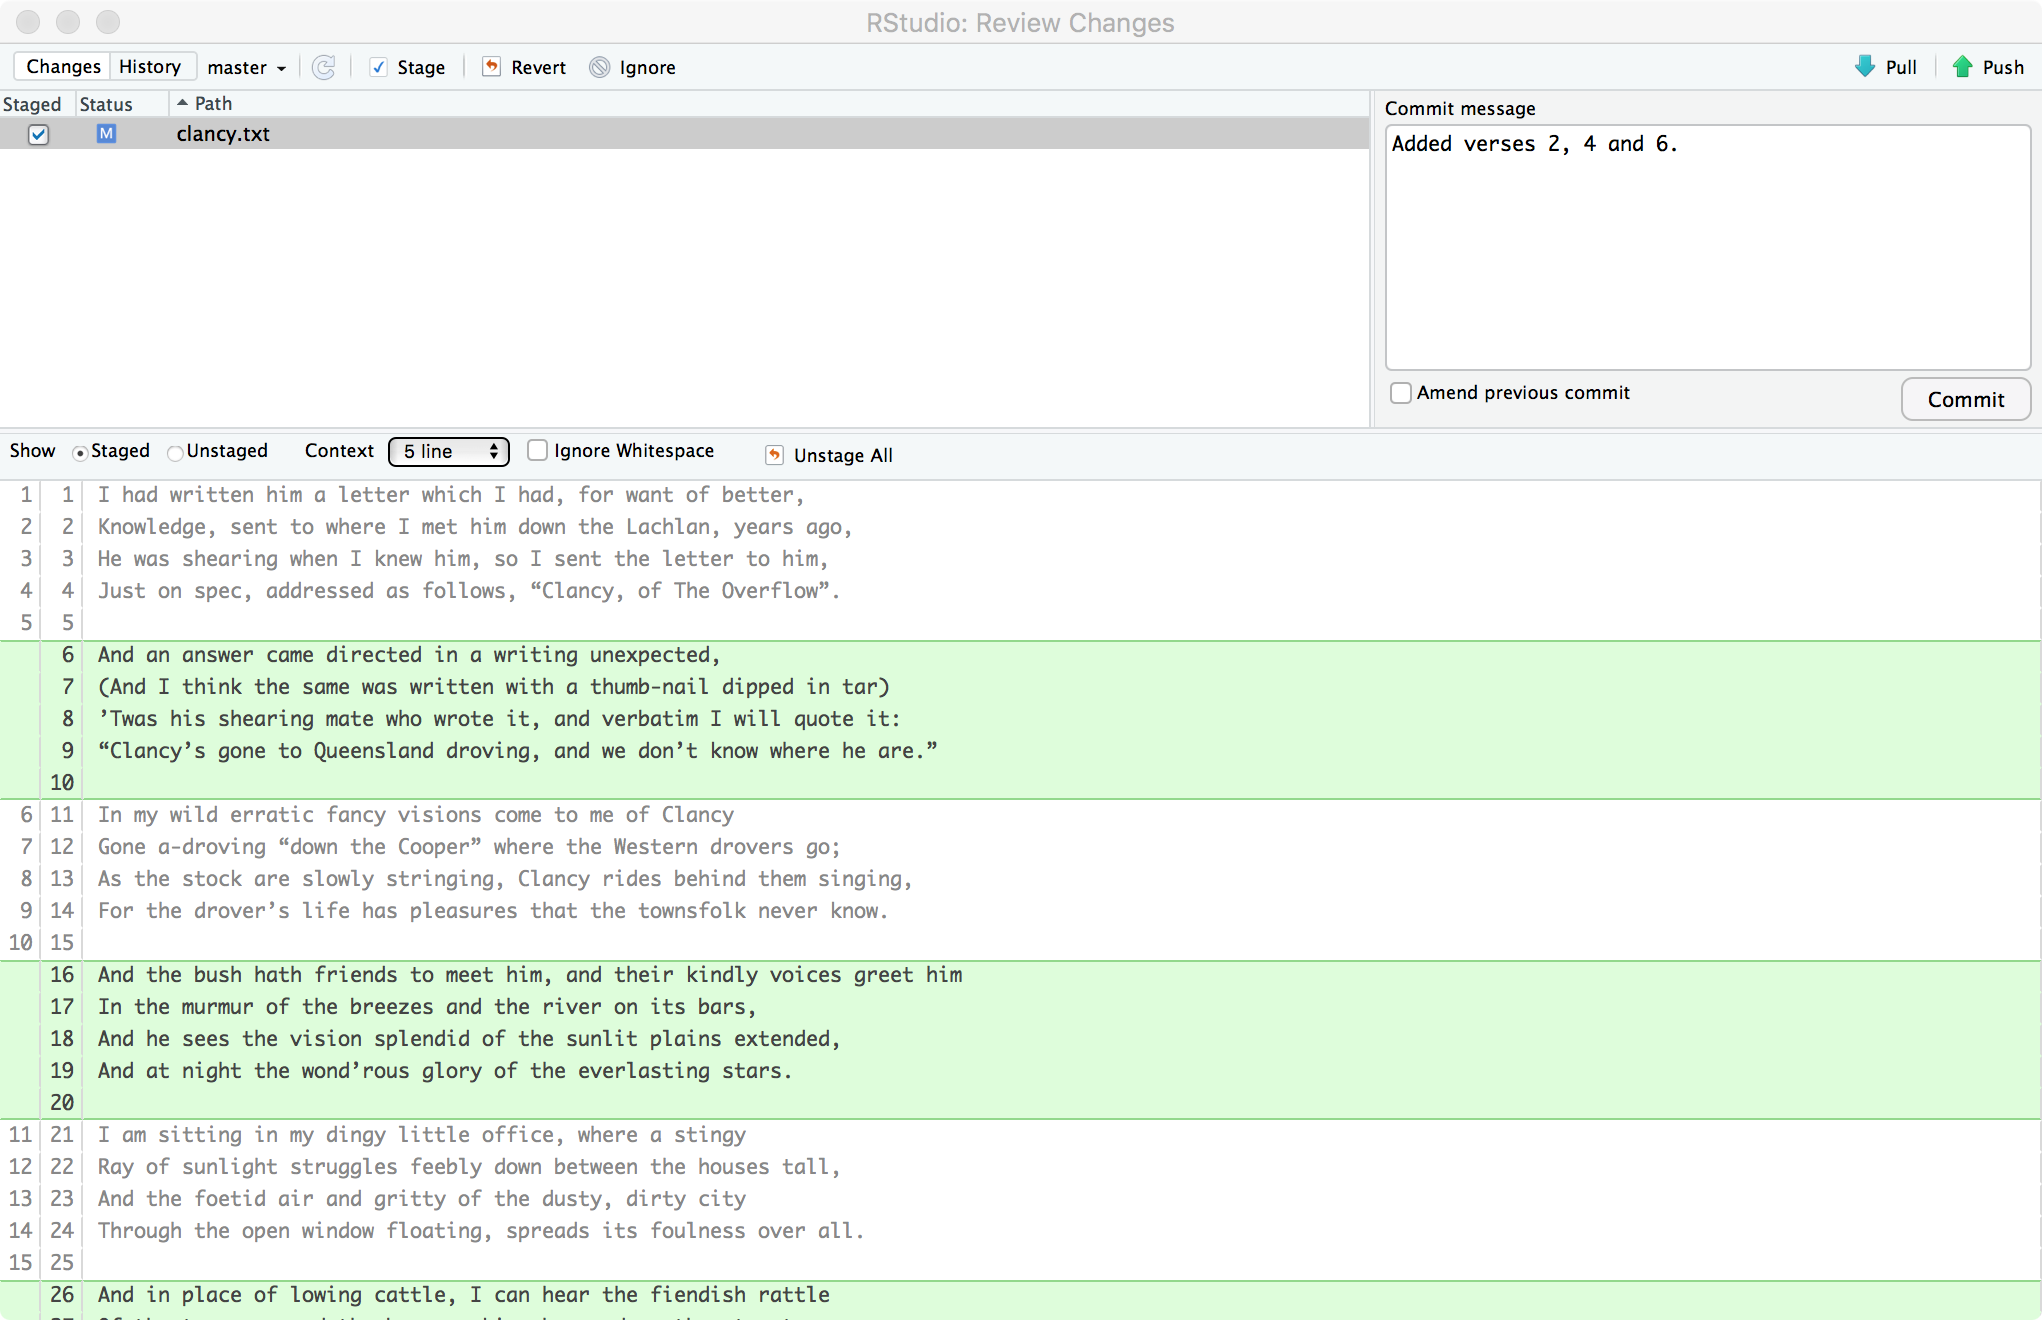 RStudio: Review Changes
Changes History master Stage Revert Ignore Pull Push
Staged Status Path
M clancy.txt
Commit message
Added verses 2, 4 and 6.
Amend previous commit
Commit
Show Staged Unstaged Context 5 line Ignore Whitespace Unstage All
1 1 I had written him a letter which I had, for want of better,
2 2 Knowledge, sent to where I met him down the Lachlan, years ago,
3 3 He was shearing when I knew him, so I sent the letter to him,
4 4 Just on spec, addressed as follows, “Clancy, of The Overflow”.
5 5
6 And an answer came directed in a writing unexpected,
7 (And I think the same was written with a thumb-nail dipped in tar)
8 ’Twas his shearing mate who wrote it, and verbatim I will quote it:
9 “Clancy’s gone to Queensland droving, and we don’t know where he are.”
10
6 11 In my wild erratic fancy visions come to me of Clancy
7 12 Gone a-droving “down the Cooper” where the Western drovers go;
8 13 As the stock are slowly stringing, Clancy rides behind them singing,
9 14 For the drover’s life has pleasures that the townsfolk never know.
10 15
16 And the bush hath friends to meet him, and their kindly voices greet him
17 In the murmur of the breezes and the river on its bars,
18 And he sees the vision splendid of the sunlit plains extended,
19 And at night the wond’rous glory of the everlasting stars.
20
11 21 I am sitting in my dingy little office, where a stingy
12 22 Ray of sunlight struggles feebly down between the houses tall,
13 23 And the foetid air and gritty of the dusty, dirty city
14 24 Through the open window floating, spreads its foulness over all.
15 25
26 And in place of lowing cattle, I can hear the fiendish rattle